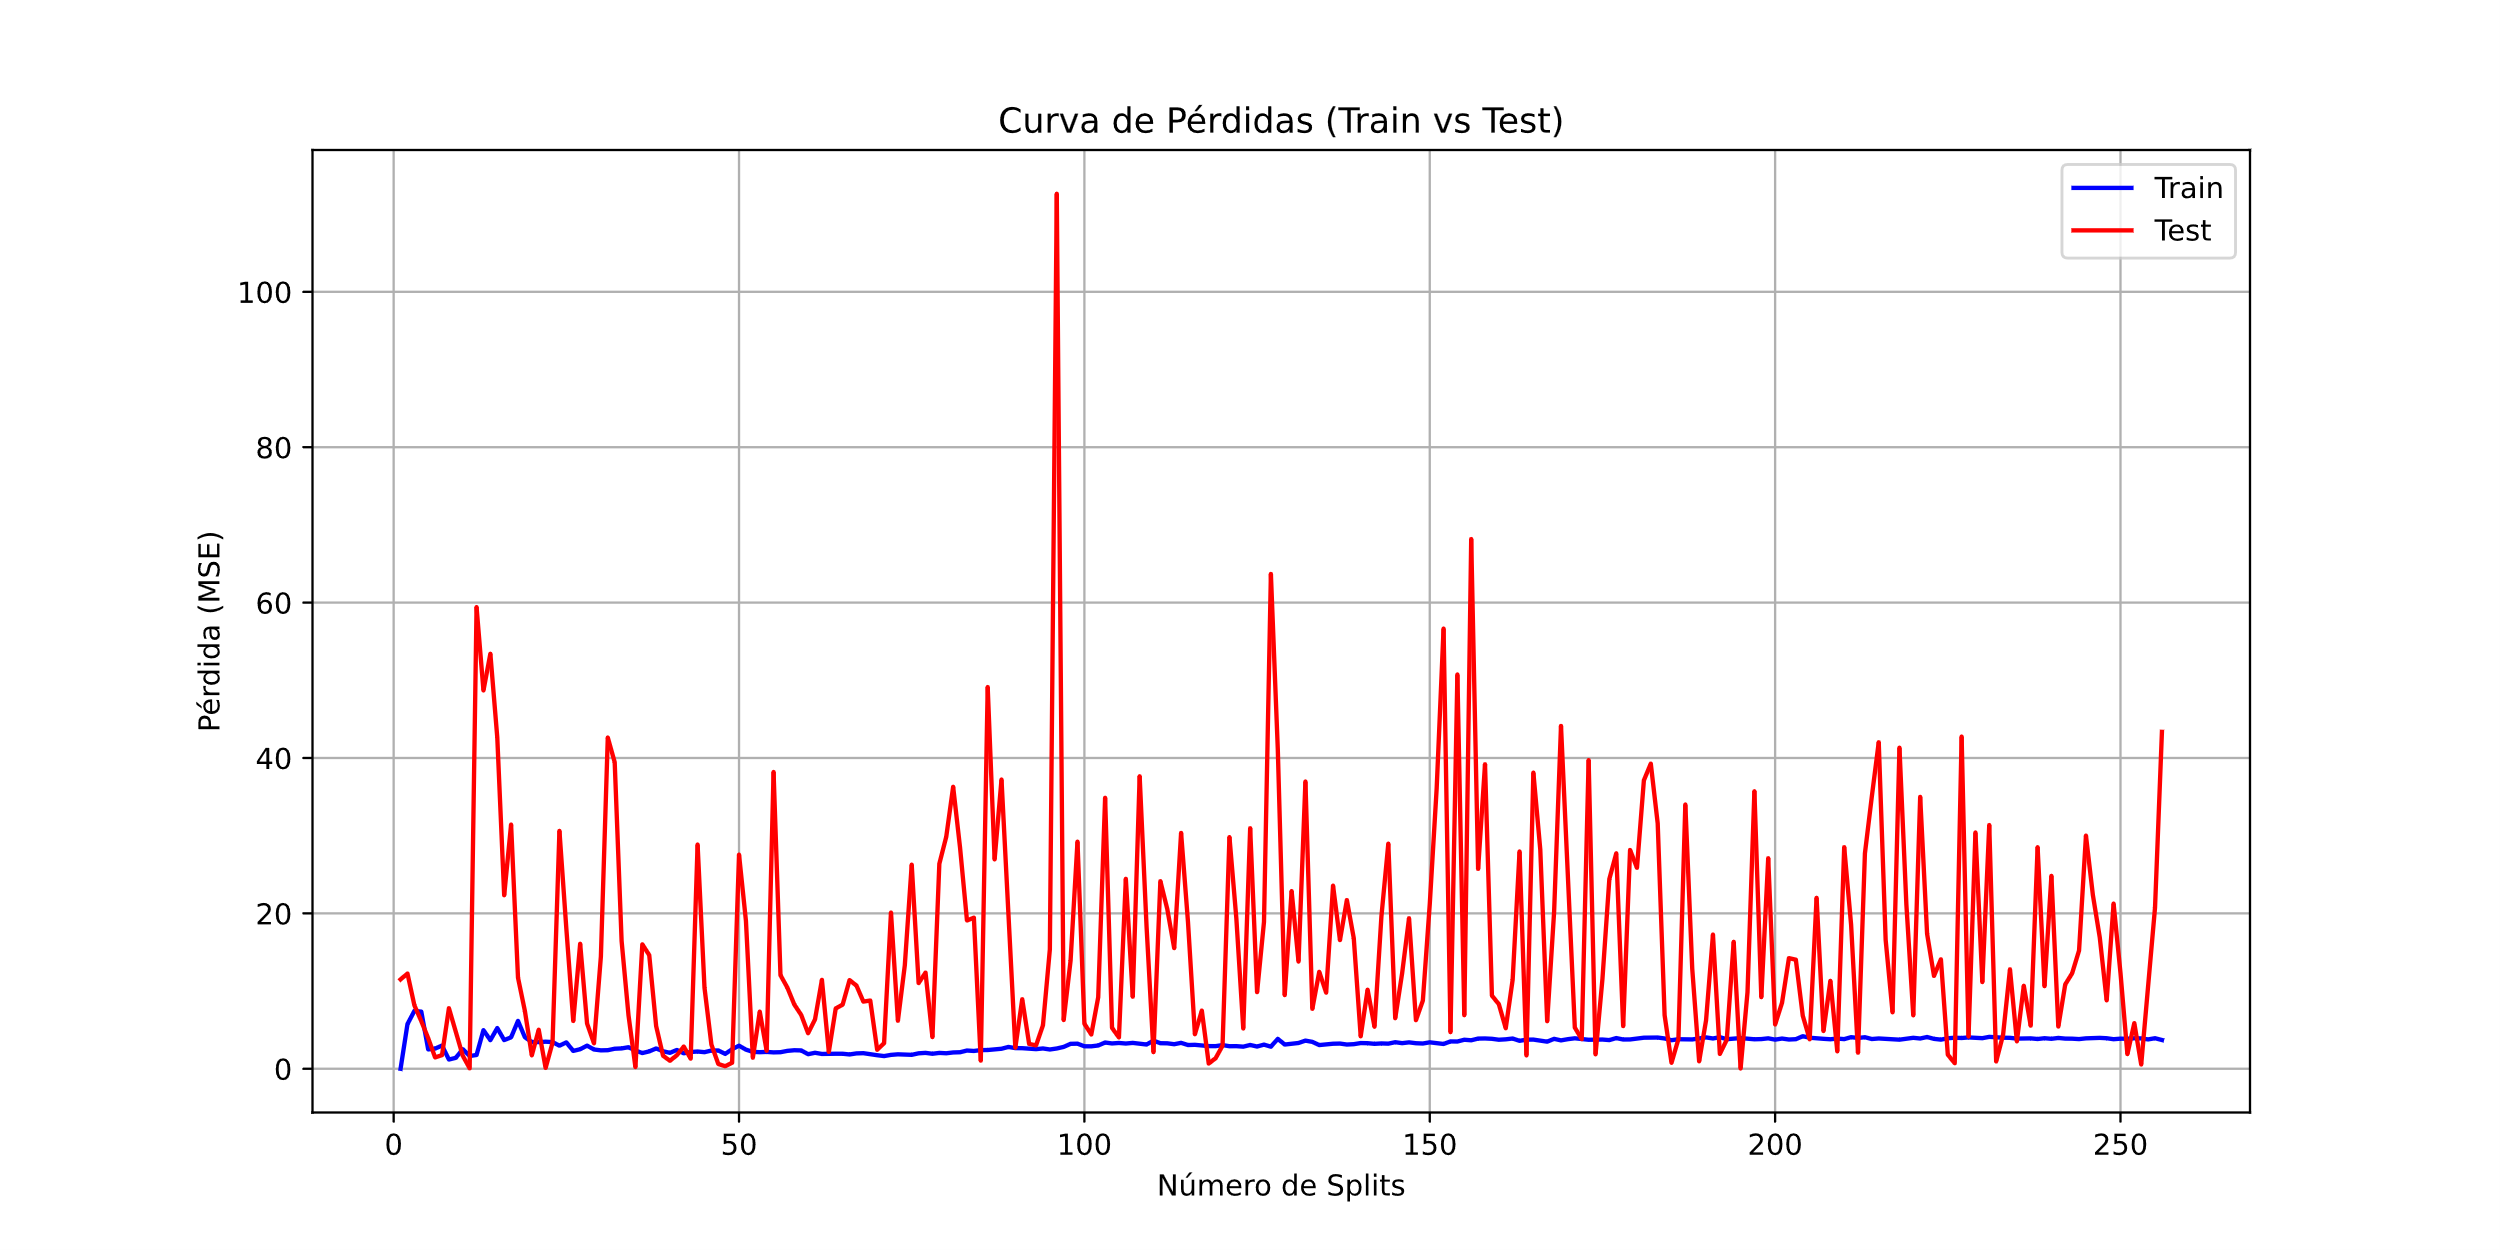 Curva de Pérdidas (Train vs Test)
Train
Test
100
80
60
40
20
0
Pérdida (MSE)
0 50 100 150 200 250
Número de Splits